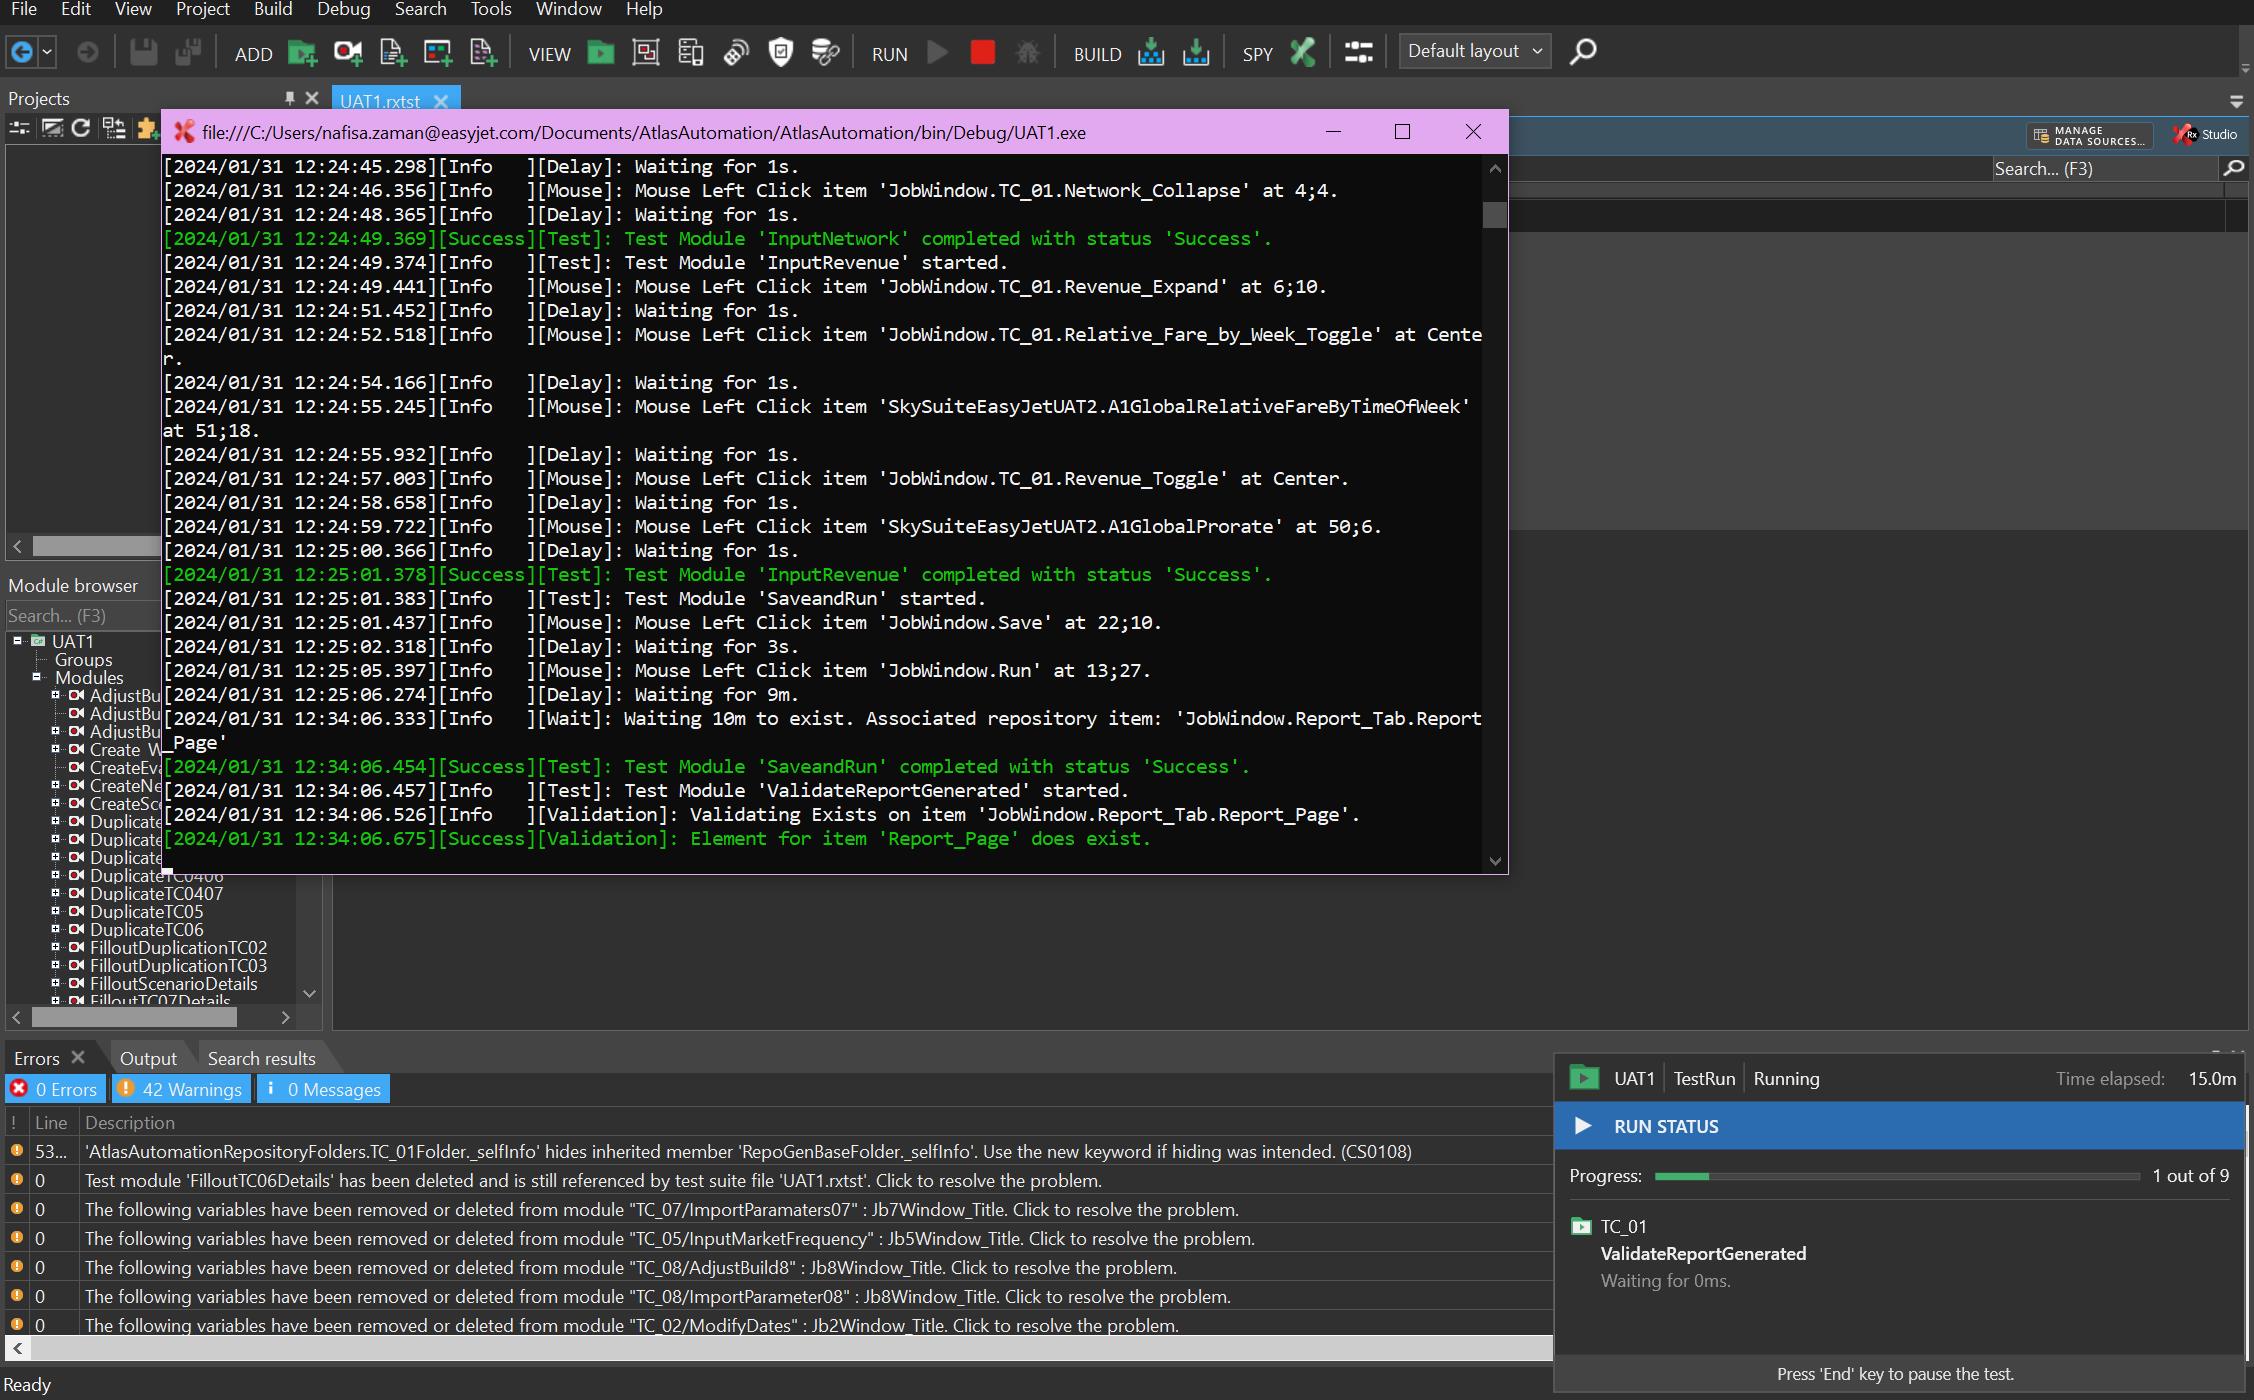 File Edit View Project Build Debug Search Tools Window Help
ADD VIEW RUN BUILD SPY Default layout
Projects
UAT1.rxtst
file:///C:/Users/nafisa.zaman@easyjet.com/Documents/AtlasAutomation/AtlasAutomation/bin/Debug/UAT1.exe
MANAGE
DATA SOURCES...
Rx Studio
Search... (F3)
[2024/01/31 12:24:45.298][Info   ][Delay]: Waiting for 1s.
[2024/01/31 12:24:46.356][Info   ][Mouse]: Mouse Left Click item 'JobWindow.TC_01.Network_Collapse' at 4;4.
[2024/01/31 12:24:48.365][Info   ][Delay]: Waiting for 1s.
[2024/01/31 12:24:49.369][Success][Test]: Test Module 'InputNetwork' completed with status 'Success'.
[2024/01/31 12:24:49.374][Info   ][Test]: Test Module 'InputRevenue' started.
[2024/01/31 12:24:49.441][Info   ][Mouse]: Mouse Left Click item 'JobWindow.TC_01.Revenue_Expand' at 6;10.
[2024/01/31 12:24:51.452][Info   ][Delay]: Waiting for 1s.
[2024/01/31 12:24:52.518][Info   ][Mouse]: Mouse Left Click item 'JobWindow.TC_01.Relative_Fare_by_Week_Toggle' at Cente
r.
[2024/01/31 12:24:54.166][Info   ][Delay]: Waiting for 1s.
[2024/01/31 12:24:55.245][Info   ][Mouse]: Mouse Left Click item 'SkySuiteEasyJetUAT2.A1GlobalRelativeFareByTimeOfWeek'
at 51;18.
[2024/01/31 12:24:55.932][Info   ][Delay]: Waiting for 1s.
[2024/01/31 12:24:57.003][Info   ][Mouse]: Mouse Left Click item 'JobWindow.TC_01.Revenue_Toggle' at Center.
[2024/01/31 12:24:58.658][Info   ][Delay]: Waiting for 1s.
[2024/01/31 12:24:59.722][Info   ][Mouse]: Mouse Left Click item 'SkySuiteEasyJetUAT2.A1GlobalProrate' at 50;6.
[2024/01/31 12:25:00.366][Info   ][Delay]: Waiting for 1s.
[2024/01/31 12:25:01.378][Success][Test]: Test Module 'InputRevenue' completed with status 'Success'.
[2024/01/31 12:25:01.383][Info   ][Test]: Test Module 'SaveandRun' started.
[2024/01/31 12:25:01.437][Info   ][Mouse]: Mouse Left Click item 'JobWindow.Save' at 22;10.
[2024/01/31 12:25:02.318][Info   ][Delay]: Waiting for 3s.
[2024/01/31 12:25:05.397][Info   ][Mouse]: Mouse Left Click item 'JobWindow.Run' at 13;27.
[2024/01/31 12:25:06.274][Info   ][Delay]: Waiting for 9m.
[2024/01/31 12:34:06.333][Info   ][Wait]: Waiting 10m to exist. Associated repository item: 'JobWindow.Report_Tab.Report
_Page'
[2024/01/31 12:34:06.454][Success][Test]: Test Module 'SaveandRun' completed with status 'Success'.
[2024/01/31 12:34:06.457][Info   ][Test]: Test Module 'ValidateReportGenerated' started.
[2024/01/31 12:34:06.526][Info   ][Validation]: Validating Exists on item 'JobWindow.Report_Tab.Report_Page'.
[2024/01/31 12:34:06.675][Success][Validation]: Element for item 'Report_Page' does exist.
Module browser
Search... (F3)
UAT1
Groups
Modules
AdjustBu
AdjustBu
AdjustBu
Create_W
CreateEva
CreateNe
CreateSce
Duplicate
Duplicate
Duplicate
DuplicateTC0406
DuplicateTC0407
DuplicateTC05
DuplicateTC06
FilloutDuplicationTC02
FilloutDuplicationTC03
FilloutScenarioDetails
FilloutTC07Details
Errors Output Search results
0 Errors 42 Warnings 0 Messages
! Line Description
53... 'AtlasAutomationRepositoryFolders.TC_01Folder._selfInfo' hides inherited member 'RepoGenBaseFolder._selfInfo'. Use the new keyword if hiding was intended. (CS0108)
0 Test module 'FilloutTC06Details' has been deleted and is still referenced by test suite file 'UAT1.rxtst'. Click to resolve the problem.
0 The following variables have been removed or deleted from module "TC_07/ImportParamaters07" : Jb7Window_Title. Click to resolve the problem.
0 The following variables have been removed or deleted from module "TC_05/InputMarketFrequency" : Jb5Window_Title. Click to resolve the problem.
0 The following variables have been removed or deleted from module "TC_08/AdjustBuild8" : Jb8Window_Title. Click to resolve the problem.
0 The following variables have been removed or deleted from module "TC_08/ImportParameter08" : Jb8Window_Title. Click to resolve the problem.
0 The following variables have been removed or deleted from module "TC_02/ModifyDates" : Jb2Window_Title. Click to resolve the problem.
UAT1 TestRun Running Time elapsed: 15.0m
RUN STATUS
Progress: 1 out of 9
TC_01
ValidateReportGenerated
Waiting for 0ms.
Press 'End' key to pause the test.
Ready